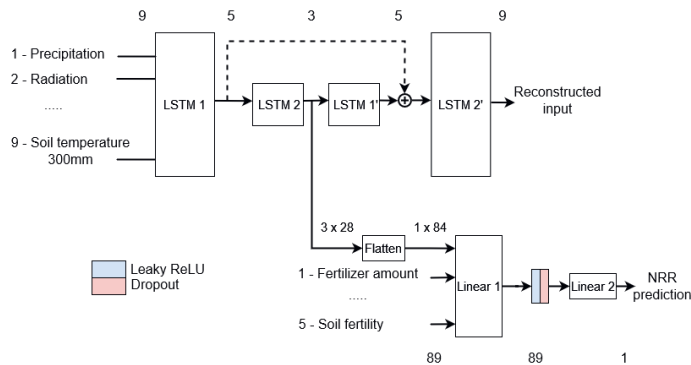 9 5 3 5 9
1 - Precipitation
2 - Radiation
.....
9 - Soil temperature
300mm
LSTM 1
LSTM 2
LSTM 1'
LSTM 2'
Reconstructed
input
3 x 28
Flatten
1 x 84
1 - Fertilizer amount
.....
5 - Soil fertility
Linear 1
Linear 2
NRR
prediction
Leaky ReLU
Dropout
89 89 1